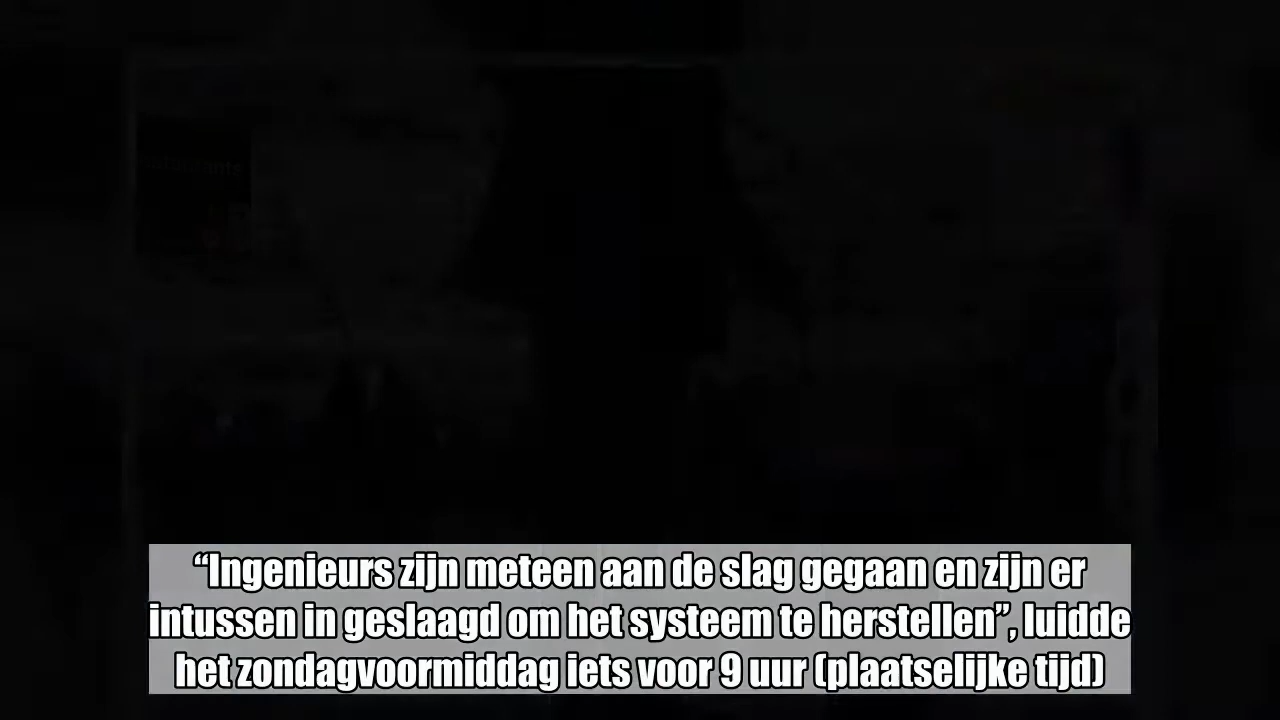 “Ingenieurs zijn meteen aan de slag gegaan en zijn er
intussen in geslaagd om het systeem te herstellen”, luidde
het zondagvoormiddag iets voor 9 uur (plaatselijke tijd)